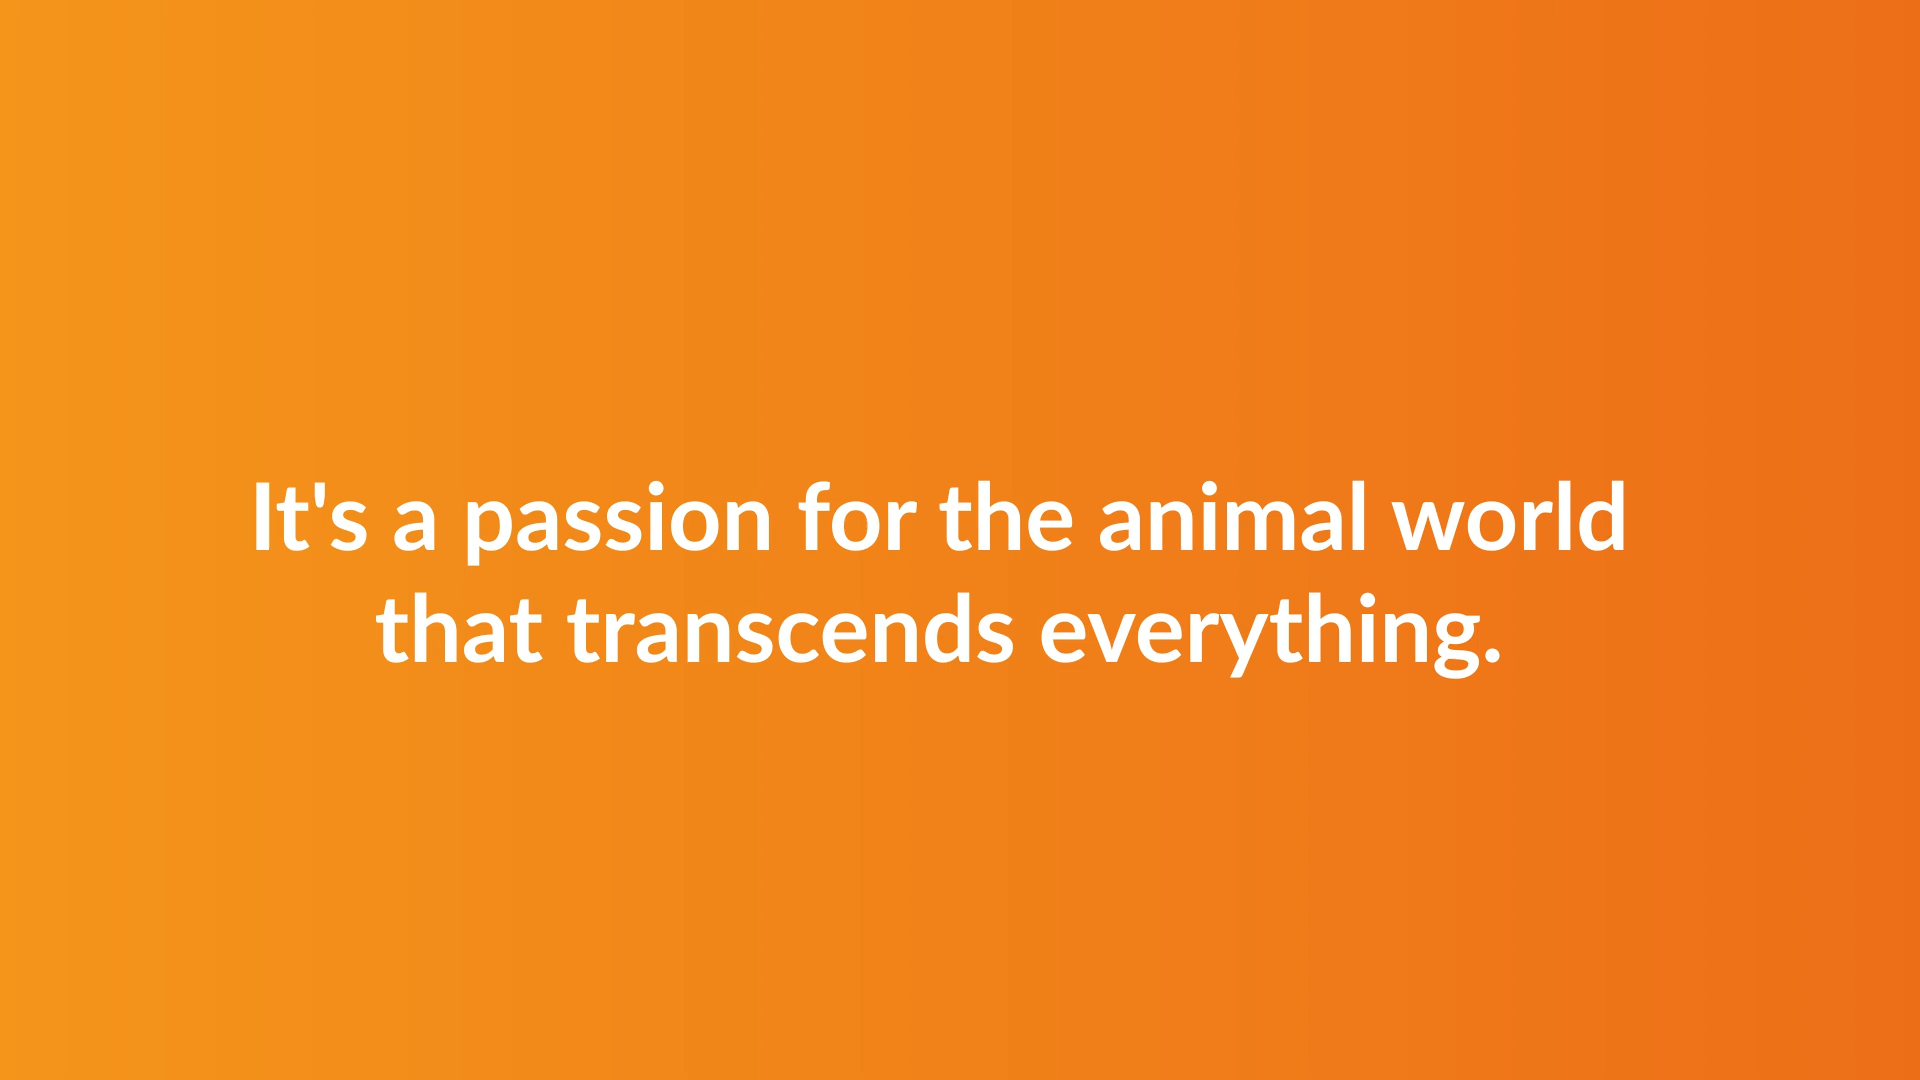 It's a passion for the animal world
that transcends everything.